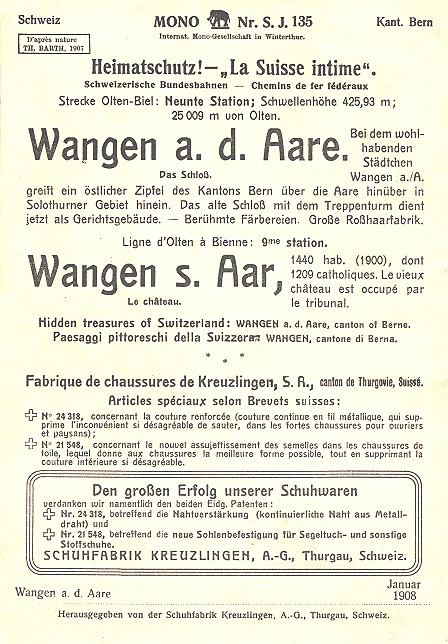 Schweiz
MONO Nr. S. J. 135
Kant. Bern
D'après nature
TH. BARTH, 1907
Internat. Mono-Gesellschaft in Winterthur.
Heimatschutz!—„La Suisse intime“.
Schweizerische Bundesbahnen — Chemins de fer fédéraux
Strecke Olten-Biel: Neunte Station; Schwellenhöhe 425,93 m;
25 009 m von Olten.
Wangen a. d. Aare.
Das Schloß.
Bei dem wohl-
habenden
Städtchen
Wangen a./A.
greift ein östlicher Zipfel des Kantons Bern über die Aare hinüber in
Solothurner Gebiet hinein. Das alte Schloß mit dem Treppenturm dient
jetzt als Gerichtsgebäude. — Berühmte Färbereien. Große Roßhaarfabrik.
Ligne d'Olten à Bienne: 9me station.
Wangen s. Aar,
Le château.
1440 hab. (1900), dont
1209 catholiques. Le vieux
château est occupé par
le tribunal.
Hidden treasures of Switzerland: WANGEN a. d. Aare, canton of Berne.
Paesaggi pittoreschi della Svizzera: WANGEN, cantone di Berna.
* * *
Fabrique de chaussures de Kreuzlingen, S. A., canton de Thurgovie, Suisse.
Articles spéciaux selon Brevets suisses:
No 24 318, concernant la couture renforcée (couture continue en fil métallique, qui sup-
prime l'inconvénient si désagréable de sauter, dans les fortes chaussures pour ouvriers
et paysans);
No 21 548, concernant le nouvel assujettissement des semelles dans les chaussures de
toile, lequel donne aux chaussures la meilleure forme possible, tout en supprimant la
couture intérieure si désagréable.
Den großen Erfolg unserer Schuhwaren
verdanken wir namentlich den beiden Eidg. Patenten:
Nr. 24 318, betreffend die Nahtverstärkung (kontinuierliche Naht aus Metall-
draht) und
Nr. 21 548, betreffend die neue Sohlenbefestigung für Segeltuch- und sonstige
Stoffschuhe.
SCHUHFABRIK KREUZLINGEN, A.-G., Thurgau, Schweiz.
Wangen a. d. Aare
Januar
1908
Herausgegeben von der Schuhfabrik Kreuzlingen, A.-G., Thurgau, Schweiz.